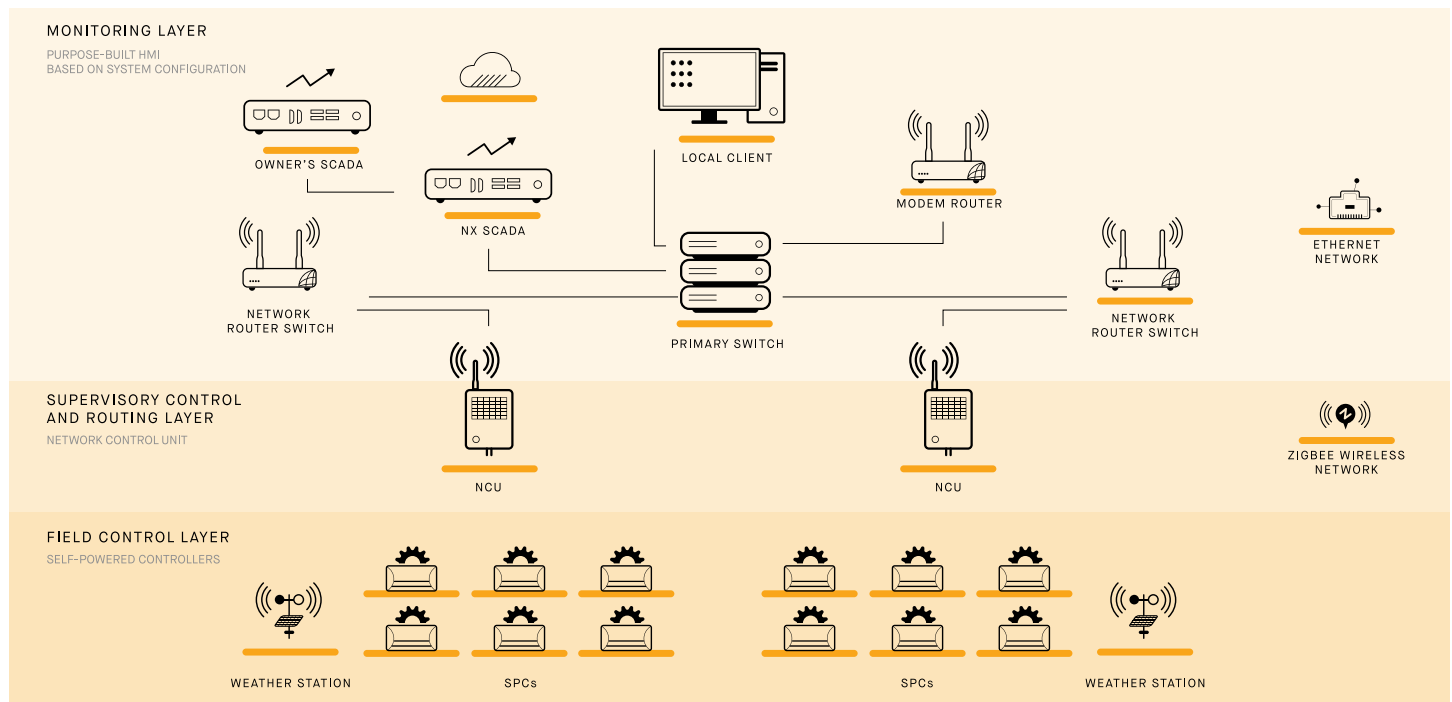 MONITORING LAYER
PURPOSE-BUILT HMI
BASED ON SYSTEM CONFIGURATION
OWNER'S SCADA
NX SCADA
LOCAL CLIENT
MODEM ROUTER
ETHERNET
NETWORK
NETWORK
ROUTER SWITCH
PRIMARY SWITCH
NETWORK
ROUTER SWITCH
SUPERVISORY CONTROL
AND ROUTING LAYER
NETWORK CONTROL UNIT
NCU
NCU
ZIGBEE WIRELESS
NETWORK
FIELD CONTROL LAYER
SELF-POWERED CONTROLLERS
WEATHER STATION
SPCs
SPCs
WEATHER STATION